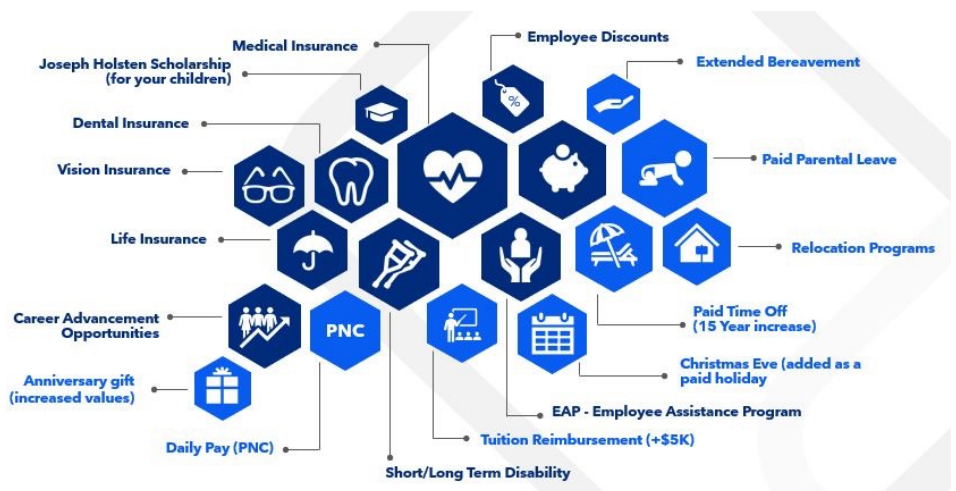 Medical Insurance
Employee Discounts
Joseph Holsten Scholarship
(for your children)
Extended Bereavement
Dental Insurance
%
Vision Insurance
Paid Parental Leave
Life Insurance
Relocation Programs
Career Advancement
Opportunities
PNC
Paid Time Off
(15 Year increase)
Anniversary gift
(increased values)
Christmas Eve (added as a
paid holiday
EAP - Employee Assistance Program
Daily Pay (PNC)
Tuition Reimbursement (+$5K)
Short/Long Term Disability